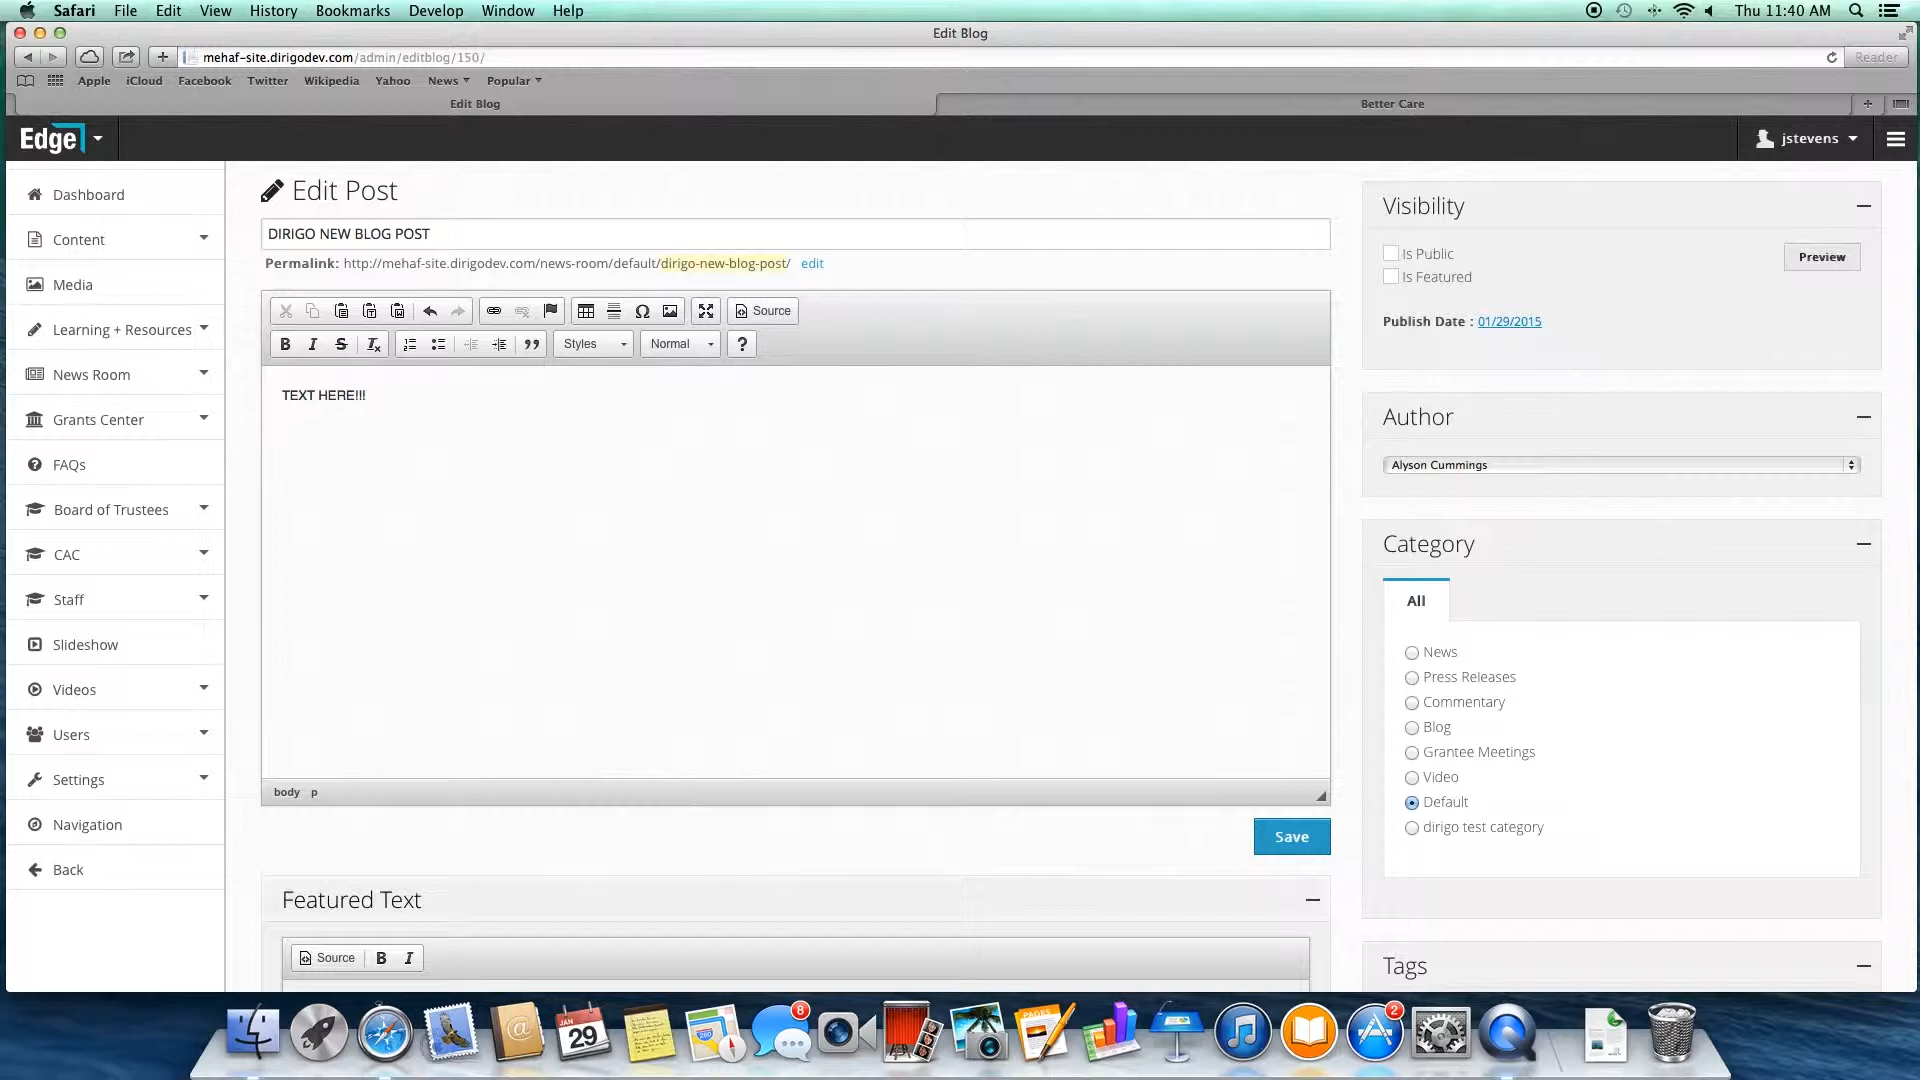 Safari File Edit View History Bookmarks Develop Window Help Thu 11:40 AM
Edit Blog
mehaf-site.dirigodev.com/admin/editblog/150/ Reader
Apple iCloud Facebook Twitter Wikipedia Yahoo News Popular
Edit Blog Better Care
Edge jstevens
Dashboard
Content
Media
Learning + Resources
News Room
Grants Center
FAQs
Board of Trustees
CAC
Staff
Slideshow
Videos
Users
Settings
Navigation
Back
Edit Post
DIRIGO NEW BLOG POST
Permalink: http://mehaf-site.dirigodev.com/news-room/default/dirigo-new-blog-post/ edit
Source
Styles Normal
TEXT HERE!!!
body p
Save
Featured Text
Source B I
Visibility
Is Public Preview
Is Featured
Publish Date : 01/29/2015
Author
Alyson Cummings
Category
All
News
Press Releases
Commentary
Blog
Grantee Meetings
Video
Default
dirigo test category
Tags
JAN
29
PAGES
280
8
2